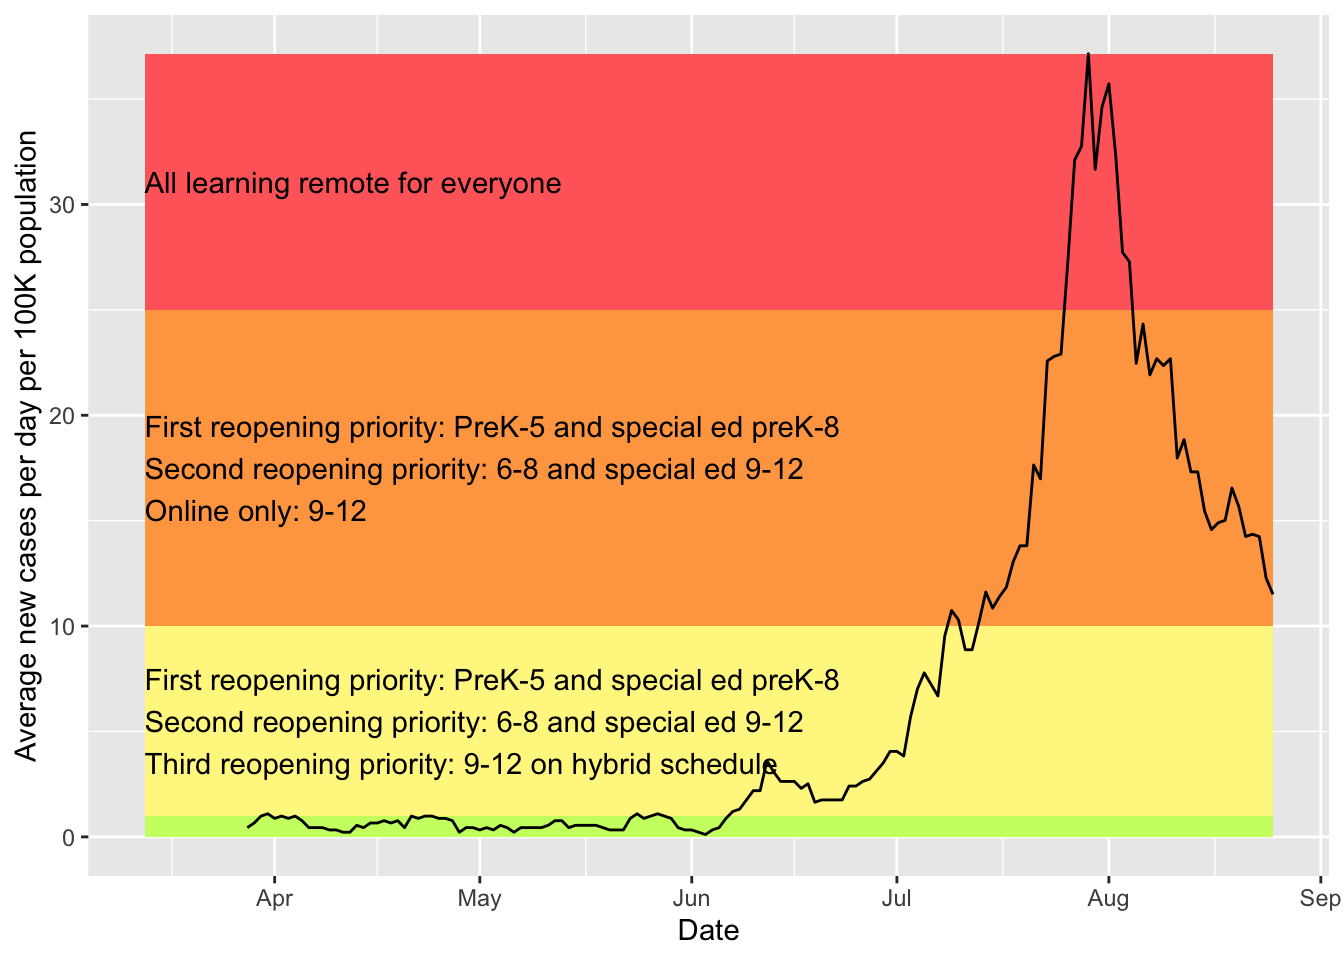 Average new cases per day per 100K population
30
20
10
0
All learning remote for everyone
First reopening priority: PreK-5 and special ed preK-8
Second reopening priority: 6-8 and special ed 9-12
Online only: 9-12
First reopening priority: PreK-5 and special ed preK-8
Second reopening priority: 6-8 and special ed 9-12
Third reopening priority: 9-12 on hybrid schedule
Apr May Jun Jul Aug Sep
Date